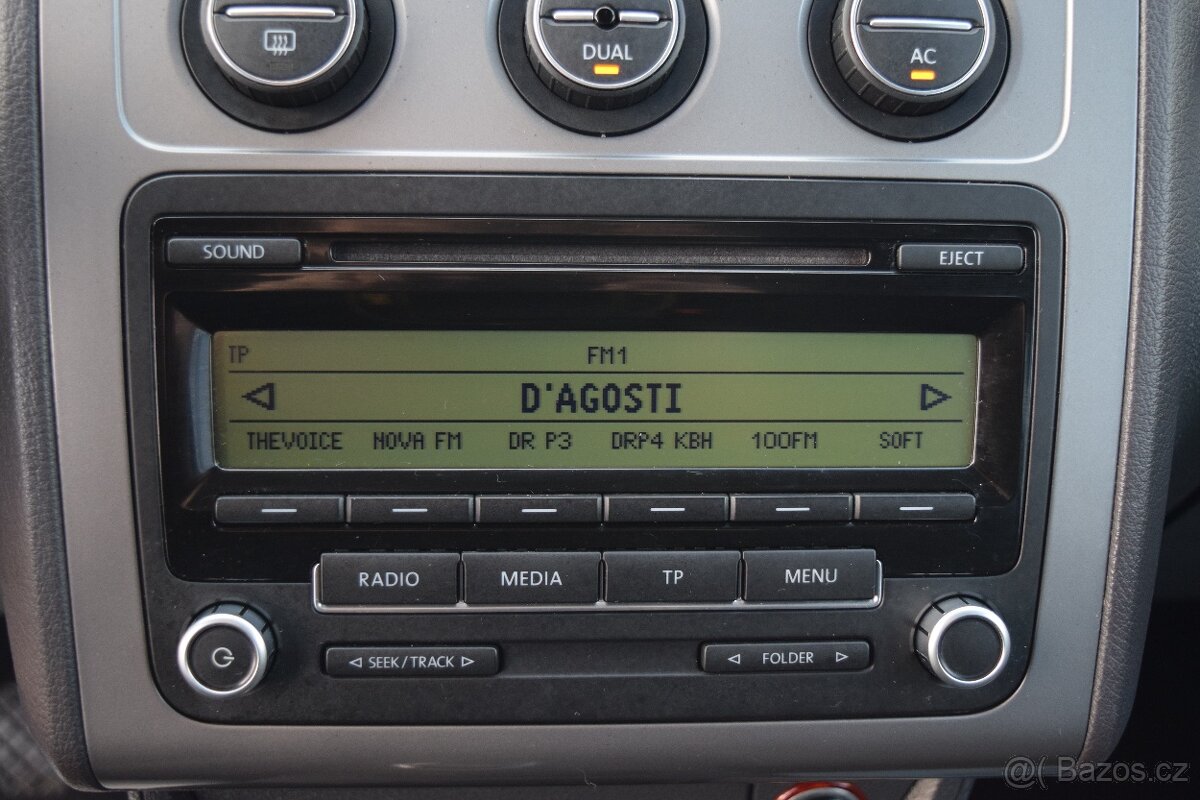 DUAL
AC
SOUND
EJECT
TP FM1
D'AGOSTI
THEVOICE NOVA FM DR P3 DRP4 KBH 100FM SOFT
RADIO MEDIA TP MENU
SEEK/TRACK FOLDER
@( Bazos.cz